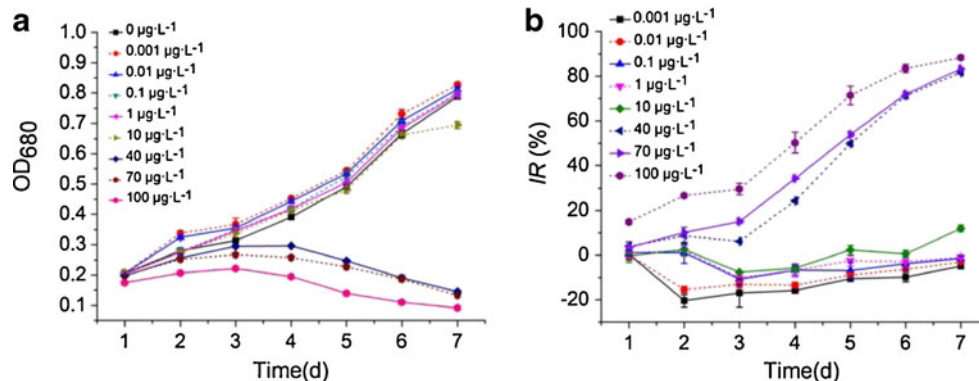 a
OD680
1.0
0.9
0.8
0.7
0.6
0.5
0.4
0.3
0.2
0.1
0 µg·L-1
0.001 µg·L-1
0.01 µg·L-1
0.1 µg·L-1
1 µg·L-1
10 µg·L-1
40 µg·L-1
70 µg·L-1
100 µg·L-1
1 2 3 4 5 6 7
Time(d)
b
IR (%)
100
80
60
40
20
0
-20
0.001 µg·L-1
0.01 µg·L-1
0.1 µg·L-1
1 µg·L-1
10 µg·L-1
40 µg·L-1
70 µg·L-1
100 µg·L-1
1 2 3 4 5 6 7
Time(d)